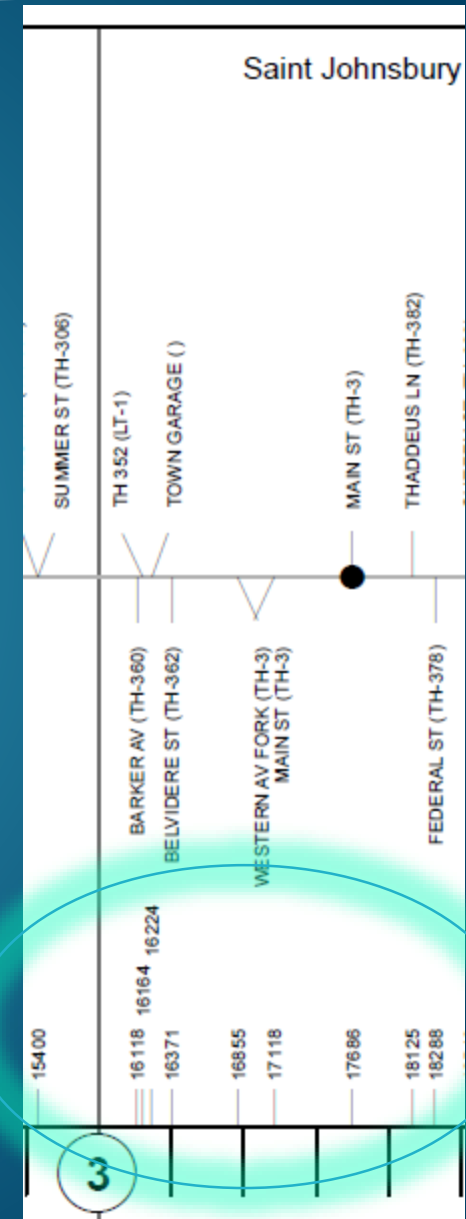 Saint Johnsbury
SUMMER ST (TH-306)
TH 352 (LT-1)
TOWN GARAGE ()
MAIN ST (TH-3)
THADDEUS LN (TH-382)
BARKER AV (TH-360)
BELVIDERE ST (TH-362)
WESTERN AV FORK (TH-3)
MAIN ST (TH-3)
FEDERAL ST (TH-378)
15400
16118
16164
16224
16371
16855
17118
17686
18125
18288
3